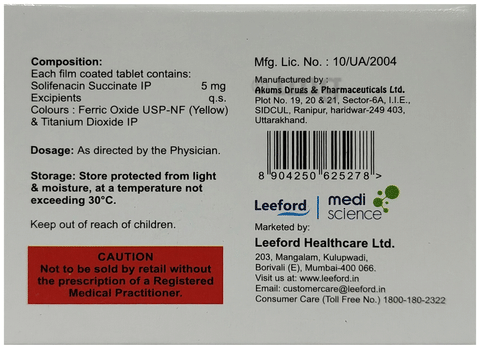 Composition:
Each film coated tablet contains:
Solifenacin Succinate IP 5 mg
Excipients q.s.
Colours : Ferric Oxide USP-NF (Yellow)
& Titanium Dioxide IP
Dosage: As directed by the Physician.
Storage: Store protected from light
& moisture, at a temperature not
exceeding 30°C.
Keep out of reach of children.
CAUTION
Not to be sold by retail without
the prescription of a Registered
Medical Practitioner.
Mfg. Lic. No. : 10/UA/2004
Manufactured by :
Akums Drugs & Pharmaceuticals Ltd.
Plot No. 19, 20 & 21, Sector-6A, I.I.E.,
SIDCUL, Ranipur, haridwar-249 403,
Uttarakhand.
8 904250 625278 >
Leeford
medi
science
Marketed by:
Leeford Healthcare Ltd.
203, Mangalam, Kulupwadi,
Borivali (E), Mumbai-400 066.
Visit us at: www.leeford.in
Email: customercare@leeford.in
Consumer Care (Toll Free No.) 1800-180-2322